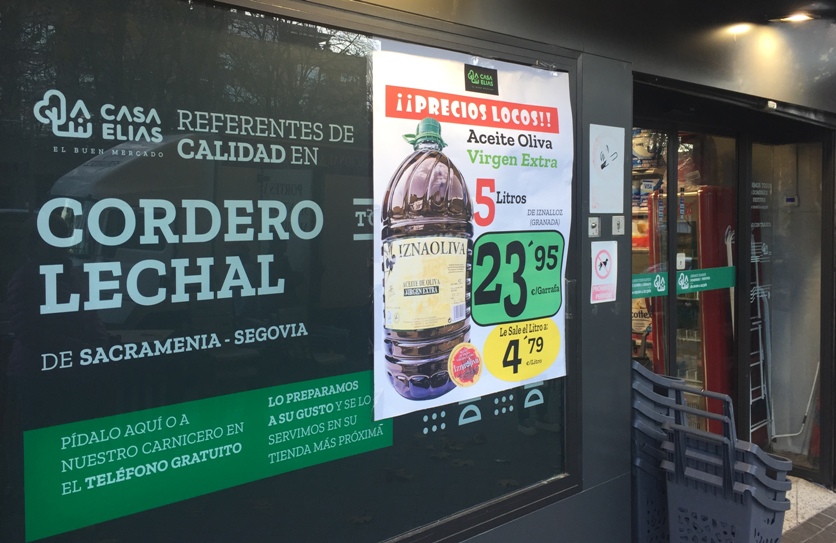 CASA
ELIAS
EL BUEN MERCADO
REFERENTES DE
CALIDAD EN
CORDERO
LECHAL
DE SACRAMENIA - SEGOVIA
PÍDALO AQUÍ O A
NUESTRO CARNICERO EN
EL TELÉFONO GRATUITO
LO PREPARAMOS
A SU GUSTO Y SE LO
SERVIMOS EN SU
TIENDA MÁS PRÓXIMA
CASA
ELIAS
¡¡PRECIOS LOCOS!!
Aceite Oliva
Virgen Extra
5 Litros
DE IZNALLOZ
(GRANADA)
IZNAOLIVA
ACEITE DE OLIVA
VIRGEN EXTRA
23´95
€/Garrafa
Le Sale el Litro a:
4´79
€/Litro
Iznaoliva